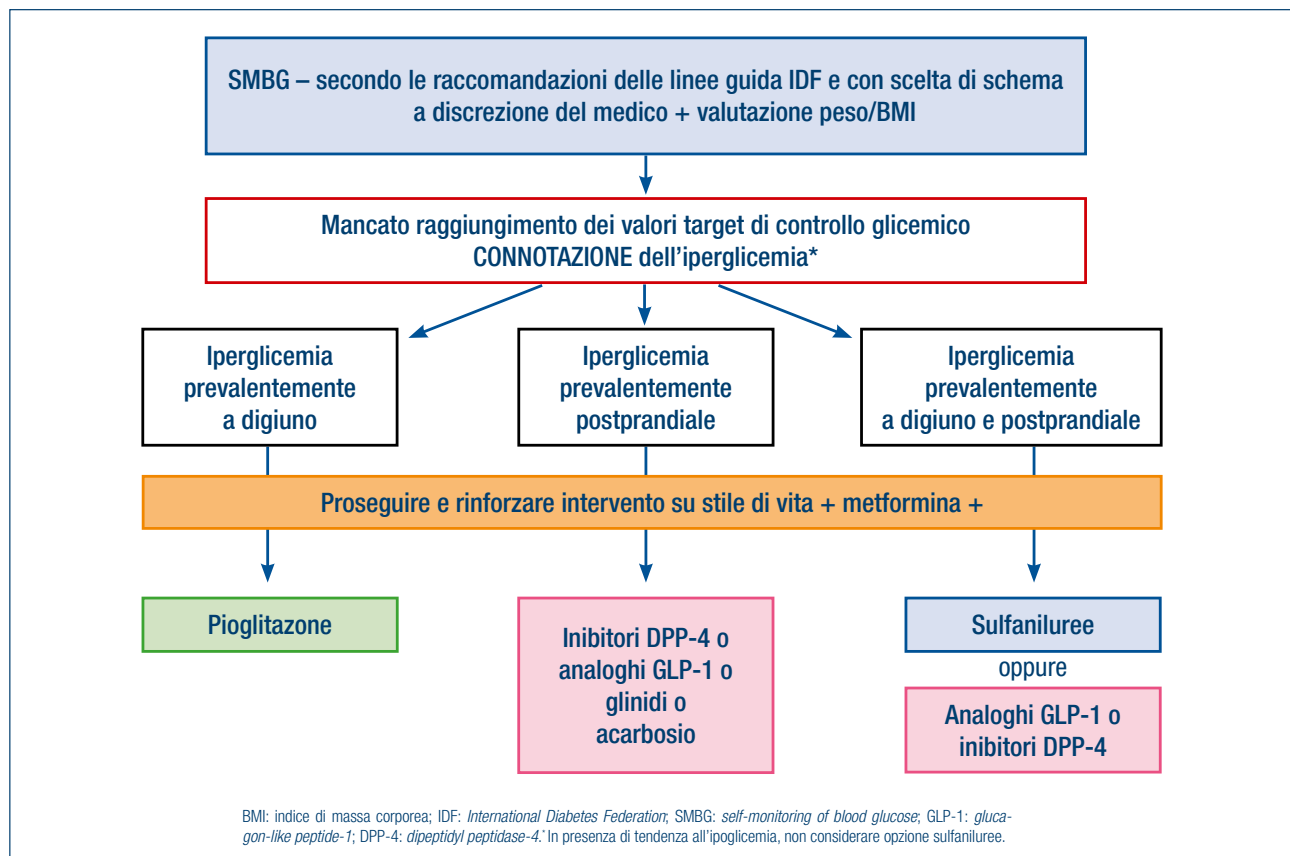 SMBG – secondo le raccomandazioni delle linee guida IDF e con scelta di schema
a discrezione del medico + valutazione peso/BMI
Mancato raggiungimento dei valori target di controllo glicemico
CONNOTAZIONE dell'iperglicemia*
Iperglicemia
prevalentemente
a digiuno
Iperglicemia
prevalentemente
postprandiale
Iperglicemia
prevalentemente
a digiuno e postprandiale
Proseguire e rinforzare intervento su stile di vita + metformina +
Pioglitazone
Inibitori DPP-4 o
analoghi GLP-1 o
glinidi o
acarbosio
Sulfaniluree
oppure
Analoghi GLP-1 o
inibitori DPP-4
BMI: indice di massa corporea; IDF: International Diabetes Federation; SMBG: self-monitoring of blood glucose; GLP-1: gluca-
gon-like peptide-1; DPP-4: dipeptidyl peptidase-4.* In presenza di tendenza all'ipoglicemia, non considerare opzione sulfaniluree.